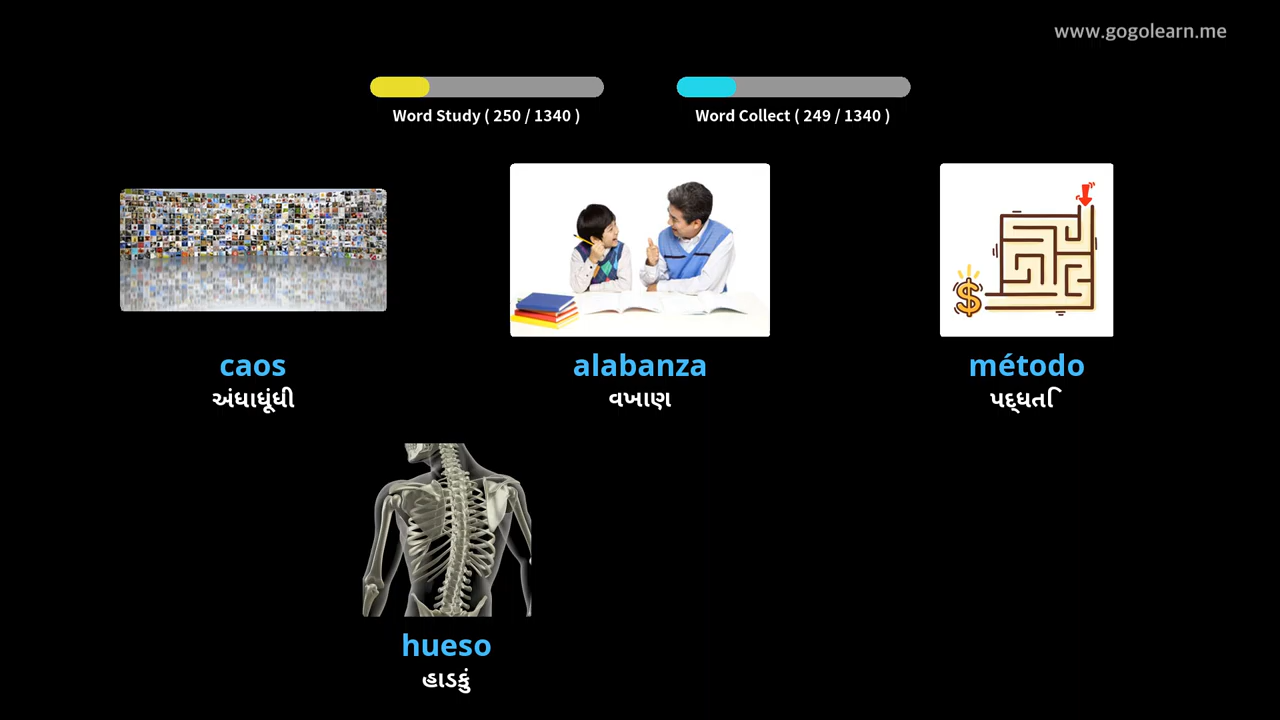 www.gogolearn.me
Word Study ( 250 / 1340 )
Word Collect ( 249 / 1340 )
caos
અંધાધૂંધી
alabanza
વખાણ
método
પદ્ધતિ
hueso
હાડકું